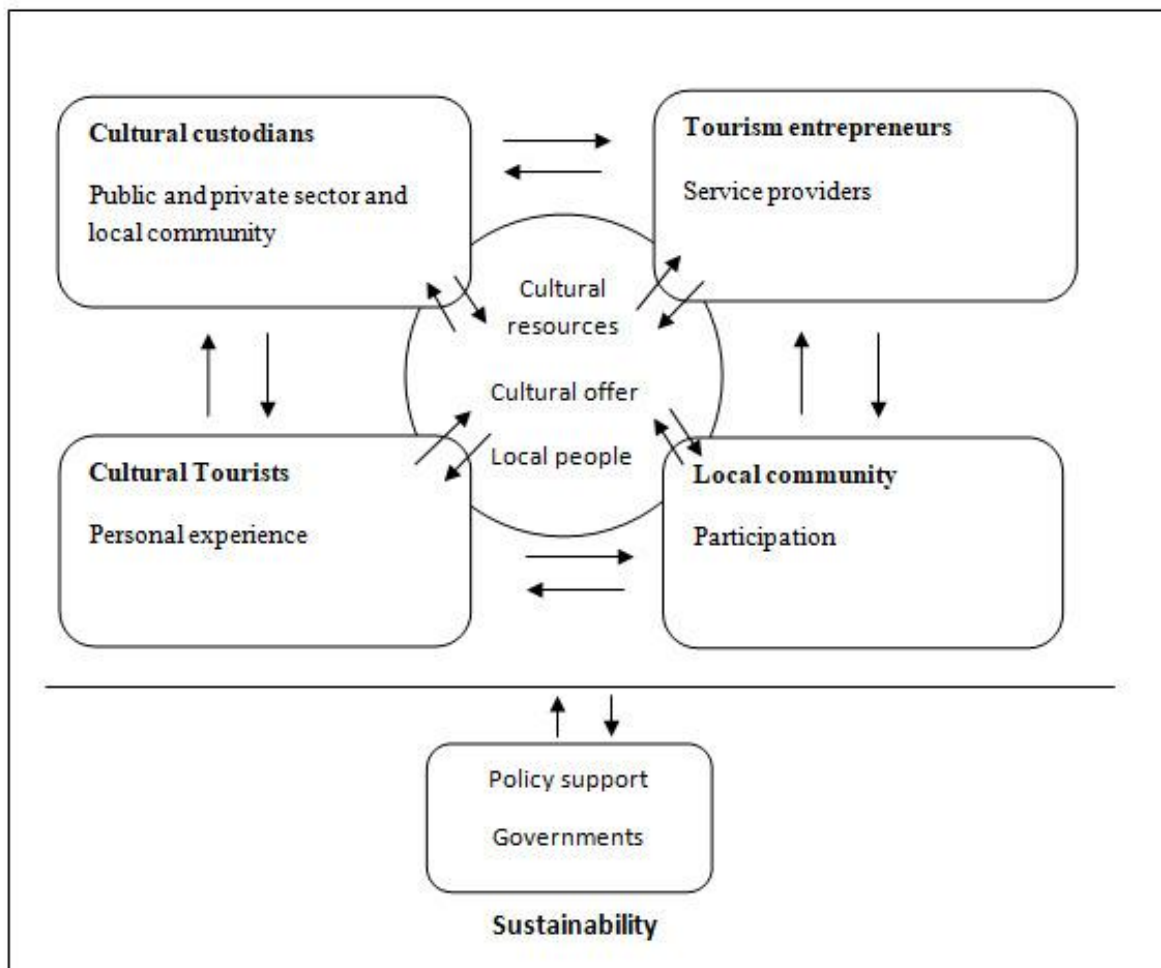 Cultural custodians
Public and private sector and
local community
Tourism entrepreneurs
Service providers
Cultural
resources
Cultural offer
Local people
Cultural Tourists
Personal experience
Local community
Participation
Policy support
Governments
Sustainability